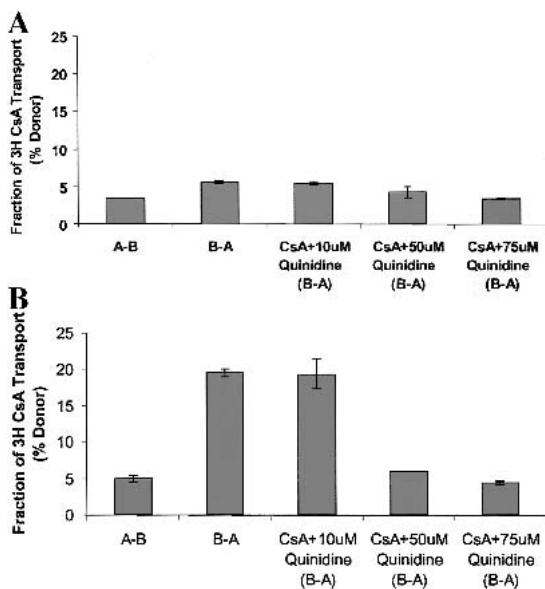 A
Fraction of 3H CsA Transport
(% Donor)
25
20
15
10
5
0
A-B
B-A
CsA+10uM
Quinidine
(B-A)
CsA+50uM
Quinidine
(B-A)
CsA+75uM
Quinidine
(B-A)
B
Fraction of 3H CsA Transport
(% Donor)
25
20
15
10
5
0
A-B
B-A
CsA+10uM
Quinidine
(B-A)
CsA+50uM
Quinidine
(B-A)
CsA+75uM
Quinidine
(B-A)